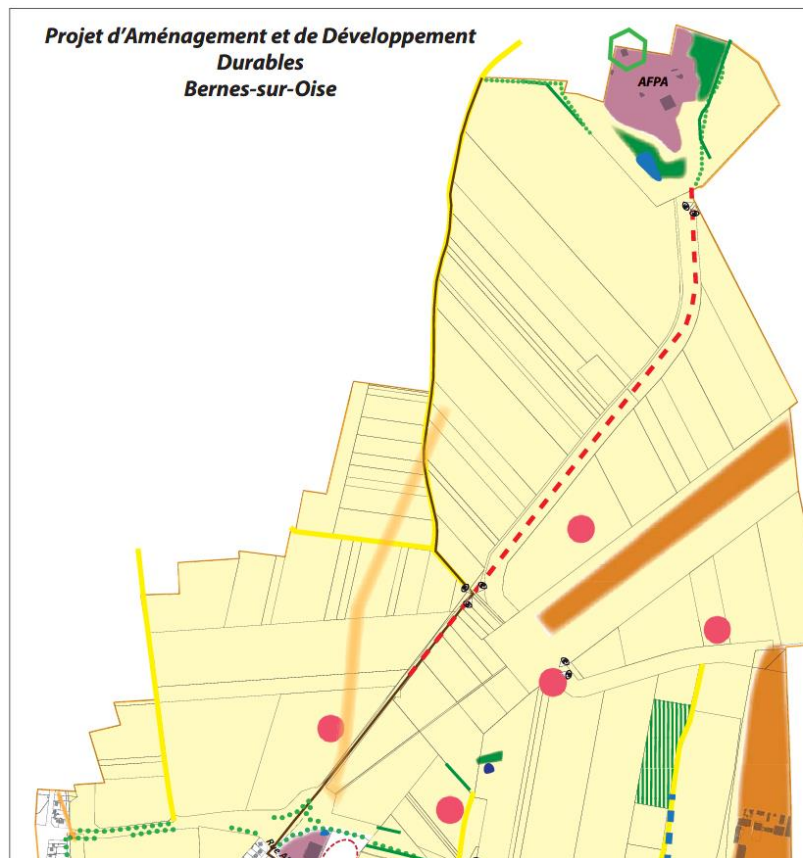 Projet d'Aménagement et de Développement
Durables
Bernes-sur-Oise
AFPA